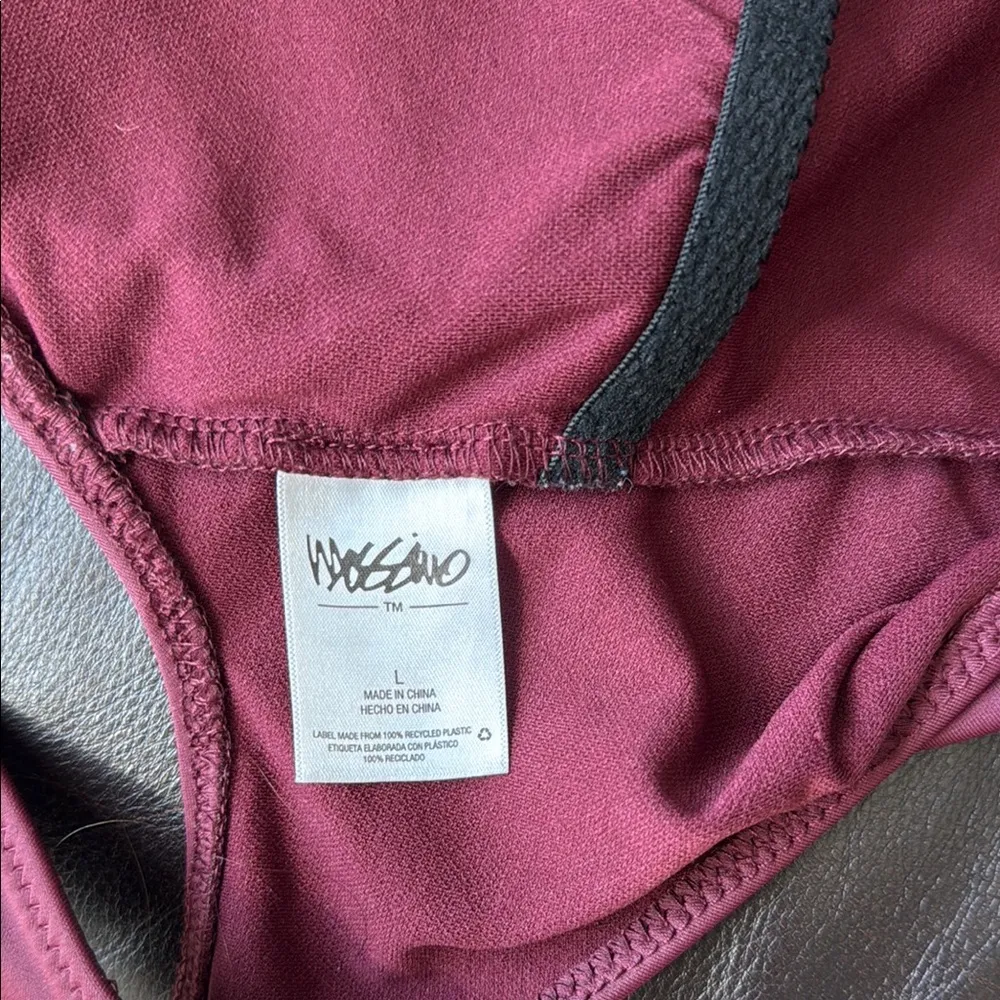 Mossimo
TM
L
MADE IN CHINA
HECHO EN CHINA
LABEL MADE FROM 100% RECYCLED PLASTIC
ETIQUETA ELABORADA CON PLÁSTICO
100% RECICLADO